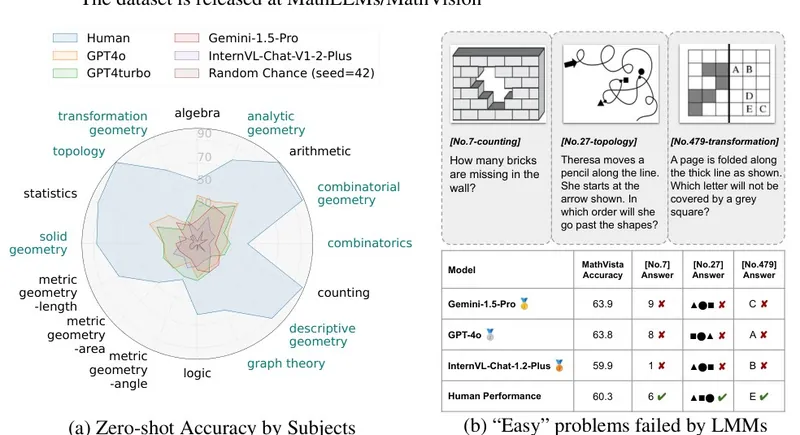 The dataset is released at MathLLMs/MathVision
Human
GPT4o
GPT4turbo
Gemini-1.5-Pro
InternVL-Chat-V1-2-Plus
Random Chance (seed=42)
algebra
analytic
geometry
arithmetic
combinatorial
geometry
combinatorics
counting
descriptive
geometry
graph theory
logic
metric
geometry
-angle
metric
geometry
-area
metric
geometry
-length
solid
geometry
statistics
topology
transformation
geometry
90
70
50
(a) Zero-shot Accuracy by Subjects
[No.7-counting]
How many bricks
are missing in the
wall?
[No.27-topology]
Theresa moves a
pencil along the line.
She starts at the
arrow shown. In
which order will she
go past the shapes?
A B
D
E C
[No.479-transformation]
A page is folded along
the thick line as shown.
Which letter will not be
covered by a grey
square?
Model MathVista Accuracy [No.7] Answer [No.27] Answer [No.479] Answer
Gemini-1.5-Pro 🥇 63.9 9 ✘ ▲●■ ✘ C ✘
GPT-4o 🥈 63.8 8 ✘ ■●▲ ✘ A ✘
InternVL-Chat-1.2-Plus 🥉 59.9 1 ✘ ▲●■ ✘ B ✘
Human Performance 60.3 6 ✔ ▲■● ✔ E ✔
(b) “Easy” problems failed by LMMs